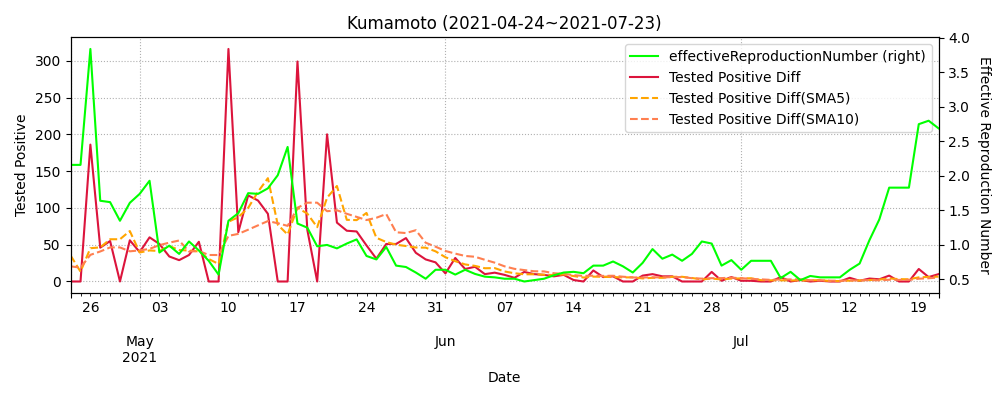 Kumamoto (2021-04-24~2021-07-23)
effectiveReproductionNumber (right)
Tested Positive Diff
Tested Positive Diff(SMA5)
Tested Positive Diff(SMA10)
Tested Positive
300
250
200
150
100
50
0
4.0
3.5
3.0
2.5
2.0
1.5
1.0
0.5
Effective Reproduction Number
26 03 10 17 24 31 07 14 21 28 05 12 19
May Jun Jul
2021
Date